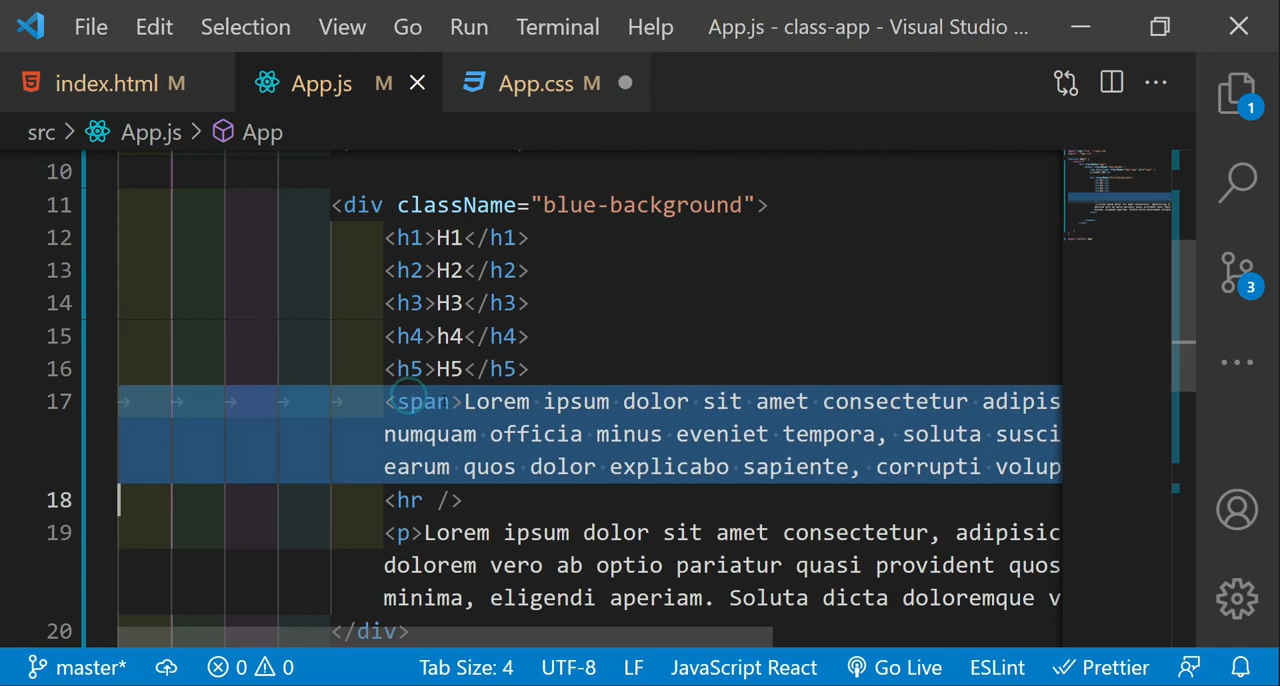 File Edit Selection View Go Run Terminal Help App.js - class-app - Visual Studio ...
index.html M App.js M App.css M
src > App.js > App
10
11 <div className="blue-background">
12 <h1>H1</h1>
13 <h2>H2</h2>
14 <h3>H3</h3>
15 <h4>h4</h4>
16 <h5>H5</h5>
17 <span>Lorem ipsum dolor sit amet consectetur adipis
numquam officia minus eveniet tempora, soluta susci
earum quos dolor explicabo sapiente, corrupti volup
18 <hr />
19 <p>Lorem ipsum dolor sit amet consectetur, adipisic
dolorem vero ab optio pariatur quasi provident quos
minima, eligendi aperiam. Soluta dicta doloremque v
20 </div>
1
3
master* 0 0 Tab Size: 4 UTF-8 LF JavaScript React Go Live ESLint Prettier